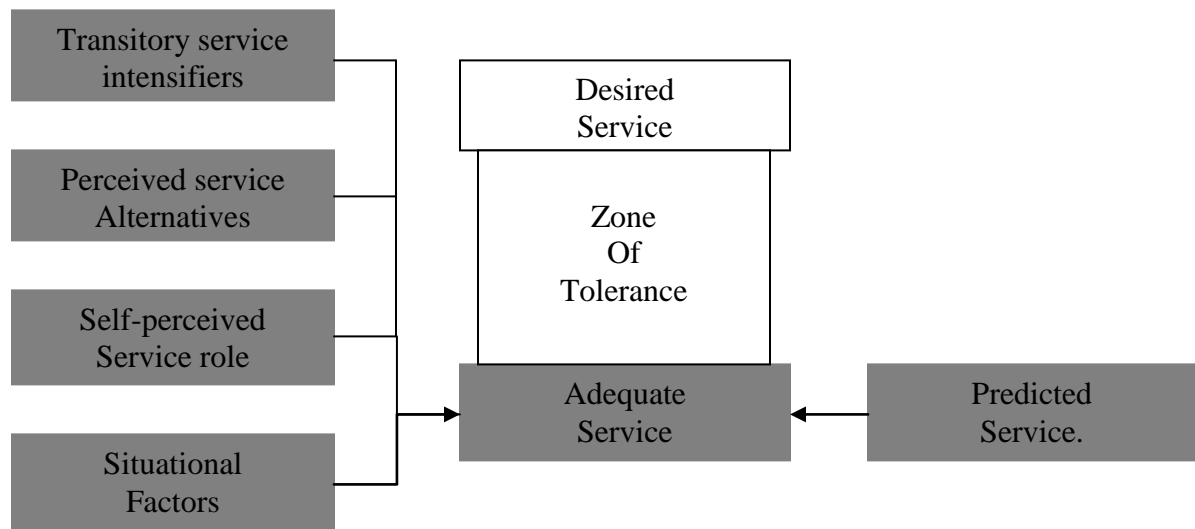 Transitory service
intensifiers
Perceived service
Alternatives
Self-perceived
Service role
Situational
Factors
Desired
Service
Zone
Of
Tolerance
Adequate
Service
Predicted
Service.